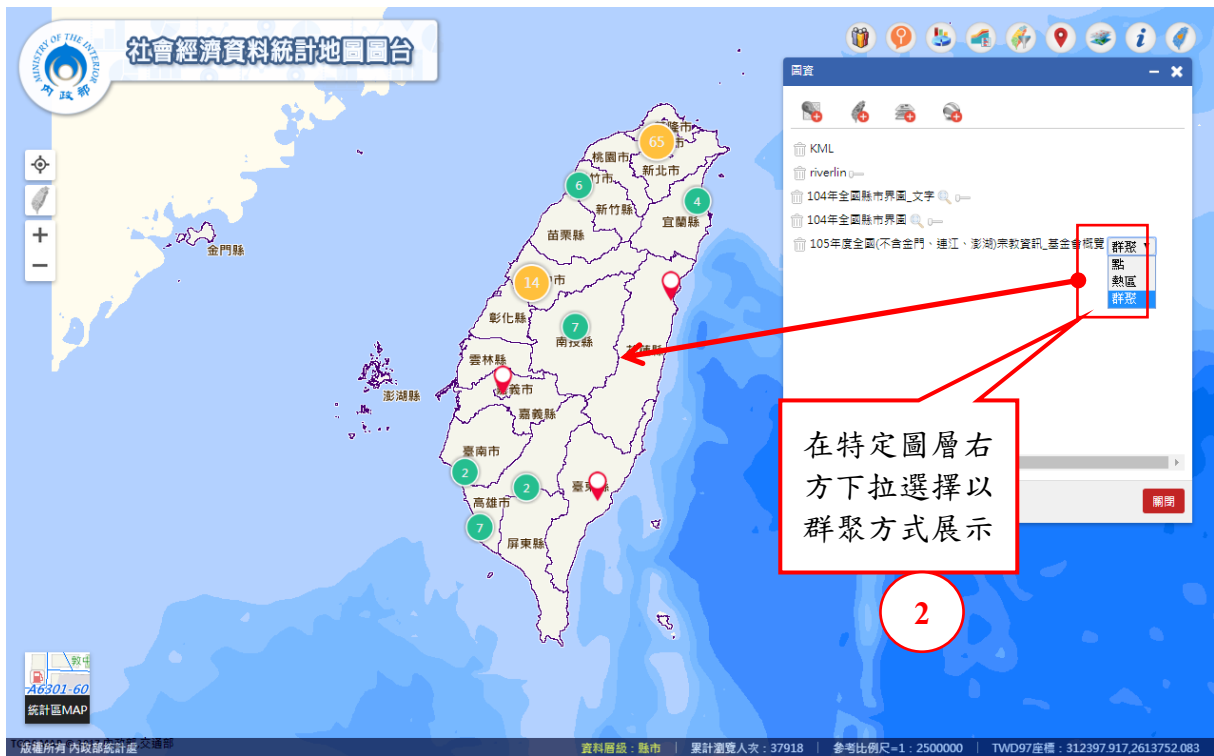 MINISTRY OF THE INTERIOR
內政部
社會經濟資料統計地圖圖台
圖資
KML
riverlin
104年全國縣市界圖_文字
104年全國縣市界圖
105年度全國(不含金門、連江、澎湖)宗教資訊_基金會概覽
群聚
點
熱區
群聚
關閉
隆市
65
市
桃園市
新北市
6
竹市
新竹縣
4
宜蘭縣
苗栗縣
金門縣
14
中市
彰化縣
7
南投縣
蓮縣
雲林縣
義市
澎湖縣
嘉義縣
臺南市
2
2
臺東縣
高雄市
7
屏東縣
在特定圖層右
方下拉選擇以
群聚方式展示
2
敦中
A6301-60
統計區MAP
版權所有 內政部統計處
交通部
資料層級：縣市 | 累計瀏覽人次：37918 | 參考比例尺=1：2500000 | TWD97座標：312397.917,2613752.083